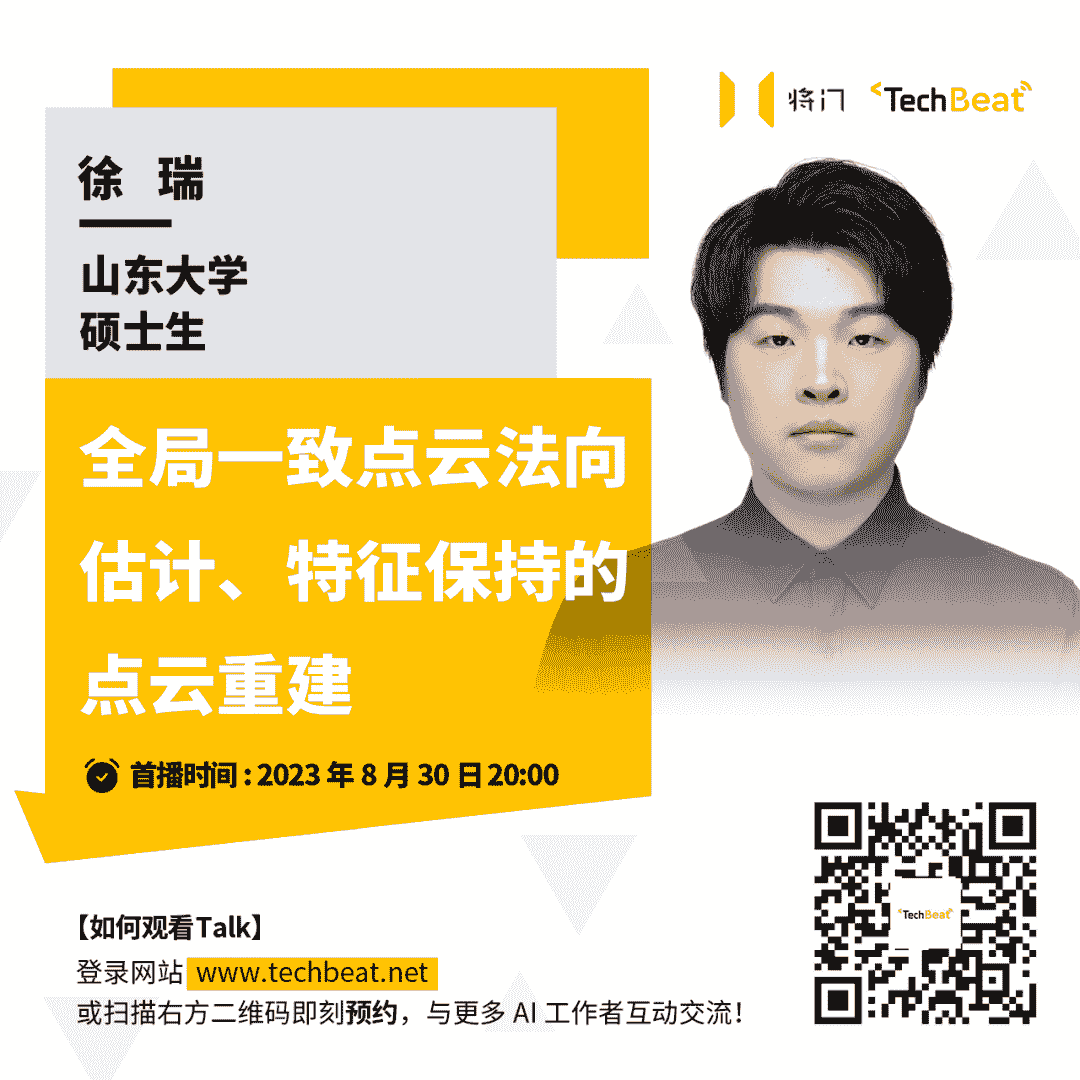 将门 TechBeat
徐 瑞
山东大学
硕士生
全局一致点云法向
估计、特征保持的
点云重建
首播时间 : 2023 年 8 月 30 日 20:00
【如何观看Talk】
登录网站 www.techbeat.net
或扫描右方二维码即刻预约，与更多 AI 工作者互动交流！
TechBeat